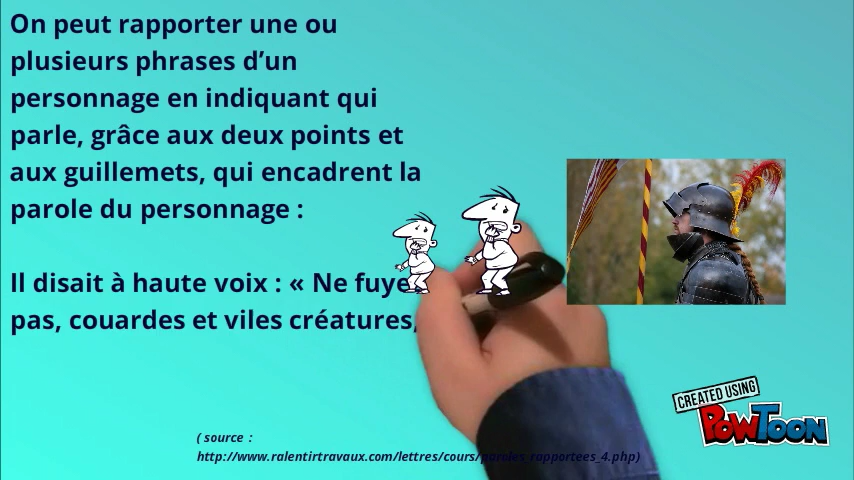 On peut rapporter une ou
plusieurs phrases d’un
personnage en indiquant qui
parle, grâce aux deux points et
aux guillemets, qui encadrent la
parole du personnage :
Il disait à haute voix : « Ne fuye
pas, couardes et viles créatures,
( source :
http://www.ralentirtravaux.com/lettres/cours/paroles_rapportees_4.php)
CREATED USING
POWTOON